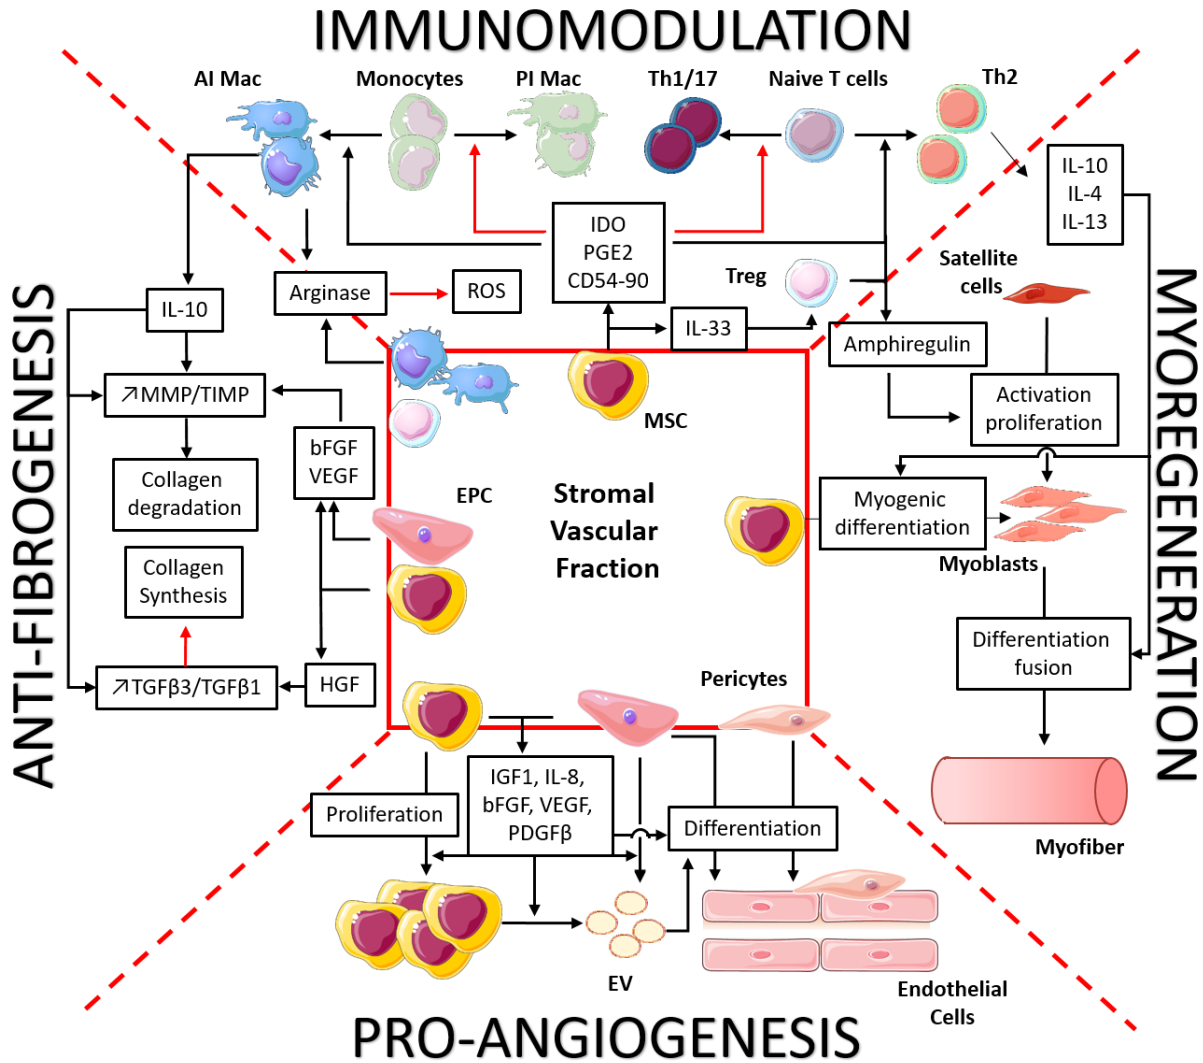 IMMUNOMODULATION
AI Mac
Monocytes
PI Mac
Th1/17
Naive T cells
Th2
IL-10
IL-4
IL-13
IDO
PGE2
CD54-90
Treg
Satellite
cells
Arginase
ROS
IL-10
IL-33
Amphiregulin
↗MMP/TIMP
MSC
Activation
proliferation
bFGF
VEGF
Collagen
degradation
EPC
Stromal
Vascular
Fraction
Myogenic
differentiation
Myoblasts
Collagen
Synthesis
Differentiation
fusion
↗TGFβ3/TGFβ1
HGF
Pericytes
IGF1, IL-8,
bFGF, VEGF,
PDGFβ
Proliferation
Differentiation
Myofiber
EV
Endothelial
Cells
ANTI-FIBROGENESIS
MYOREGENERATION
PRO-ANGIOGENESIS